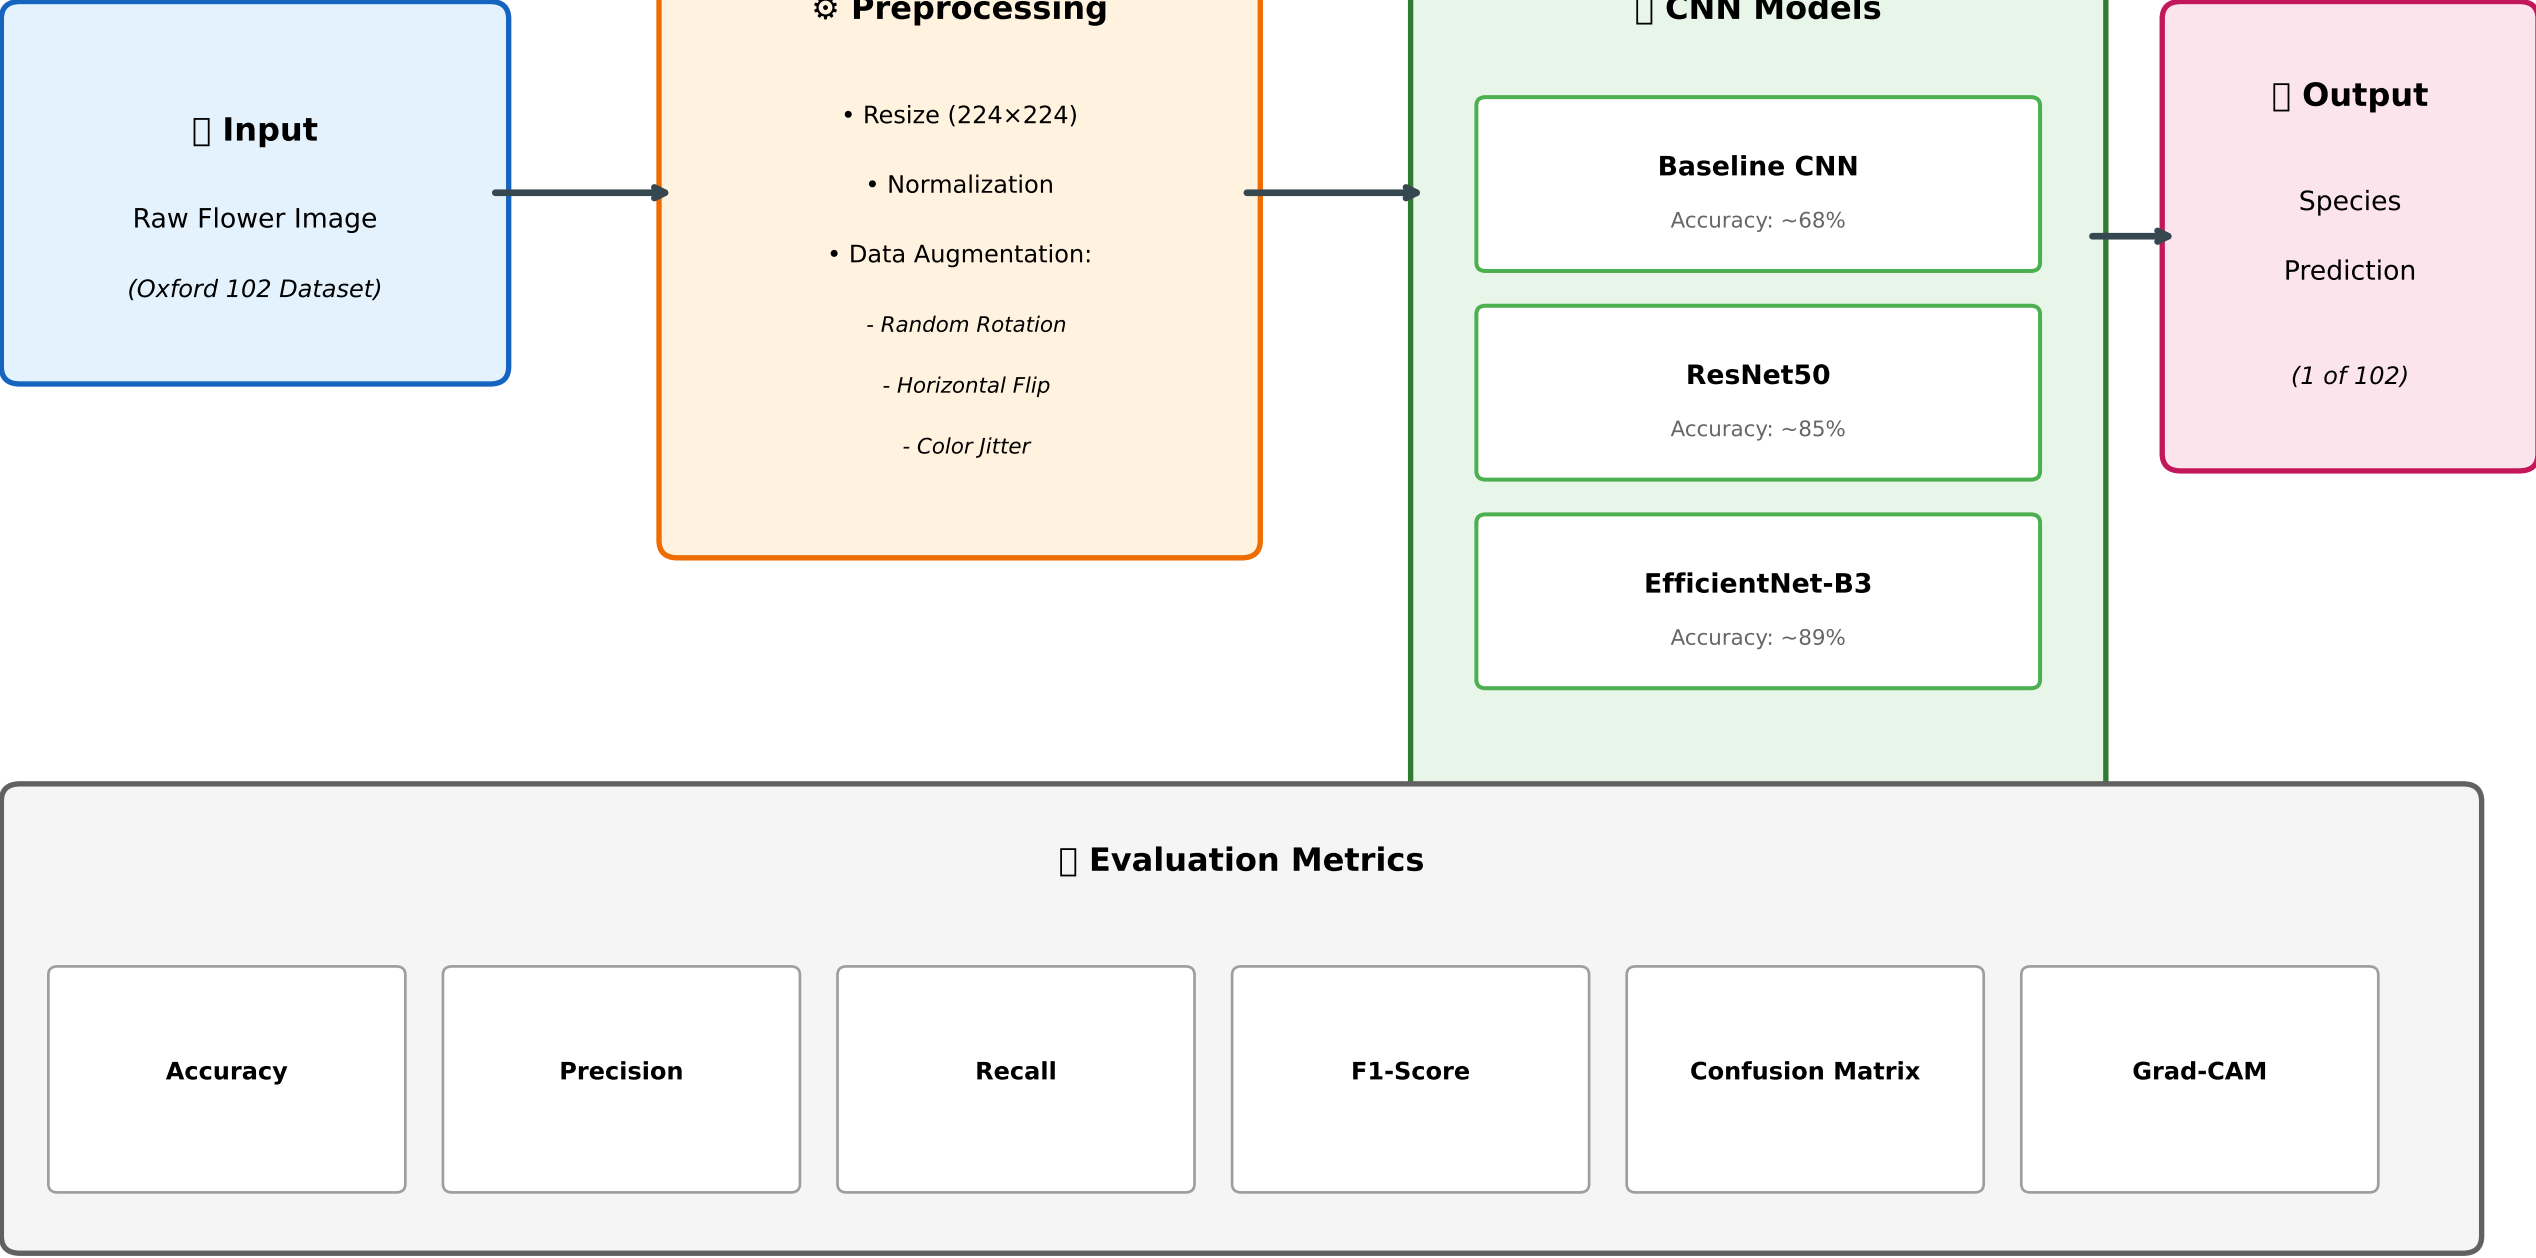 Input
Raw Flower Image
(Oxford 102 Dataset)
⚙ Preprocessing
• Resize (224×224)
• Normalization
• Data Augmentation:
- Random Rotation
- Horizontal Flip
- Color Jitter
CNN Models
Baseline CNN
Accuracy: ~68%
ResNet50
Accuracy: ~85%
EfficientNet-B3
Accuracy: ~89%
Output
Species
Prediction
(1 of 102)
Evaluation Metrics
Accuracy
Precision
Recall
F1-Score
Confusion Matrix
Grad-CAM